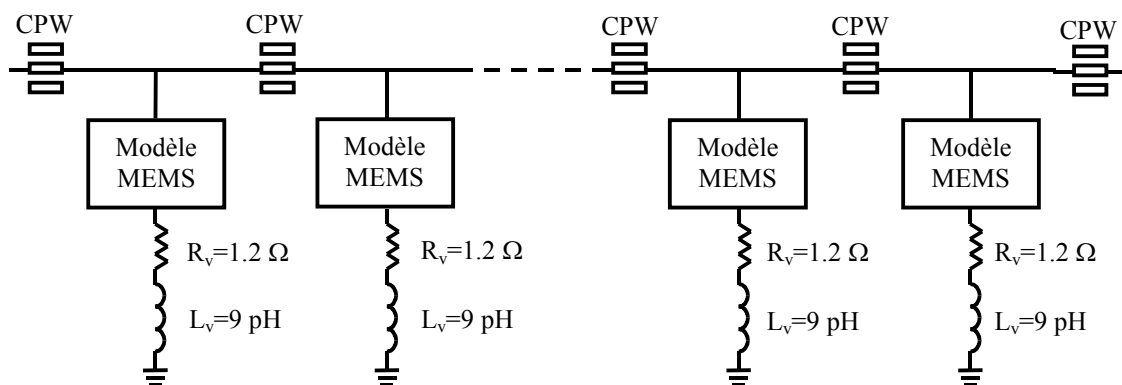 CPW
CPW
CPW
CPW
CPW
Modèle
MEMS
Modèle
MEMS
Modèle
MEMS
Modèle
MEMS
Rv=1.2 Ω
Rv=1.2 Ω
Rv=1.2 Ω
Rv=1.2 Ω
Lv=9 pH
Lv=9 pH
Lv=9 pH
Lv=9 pH